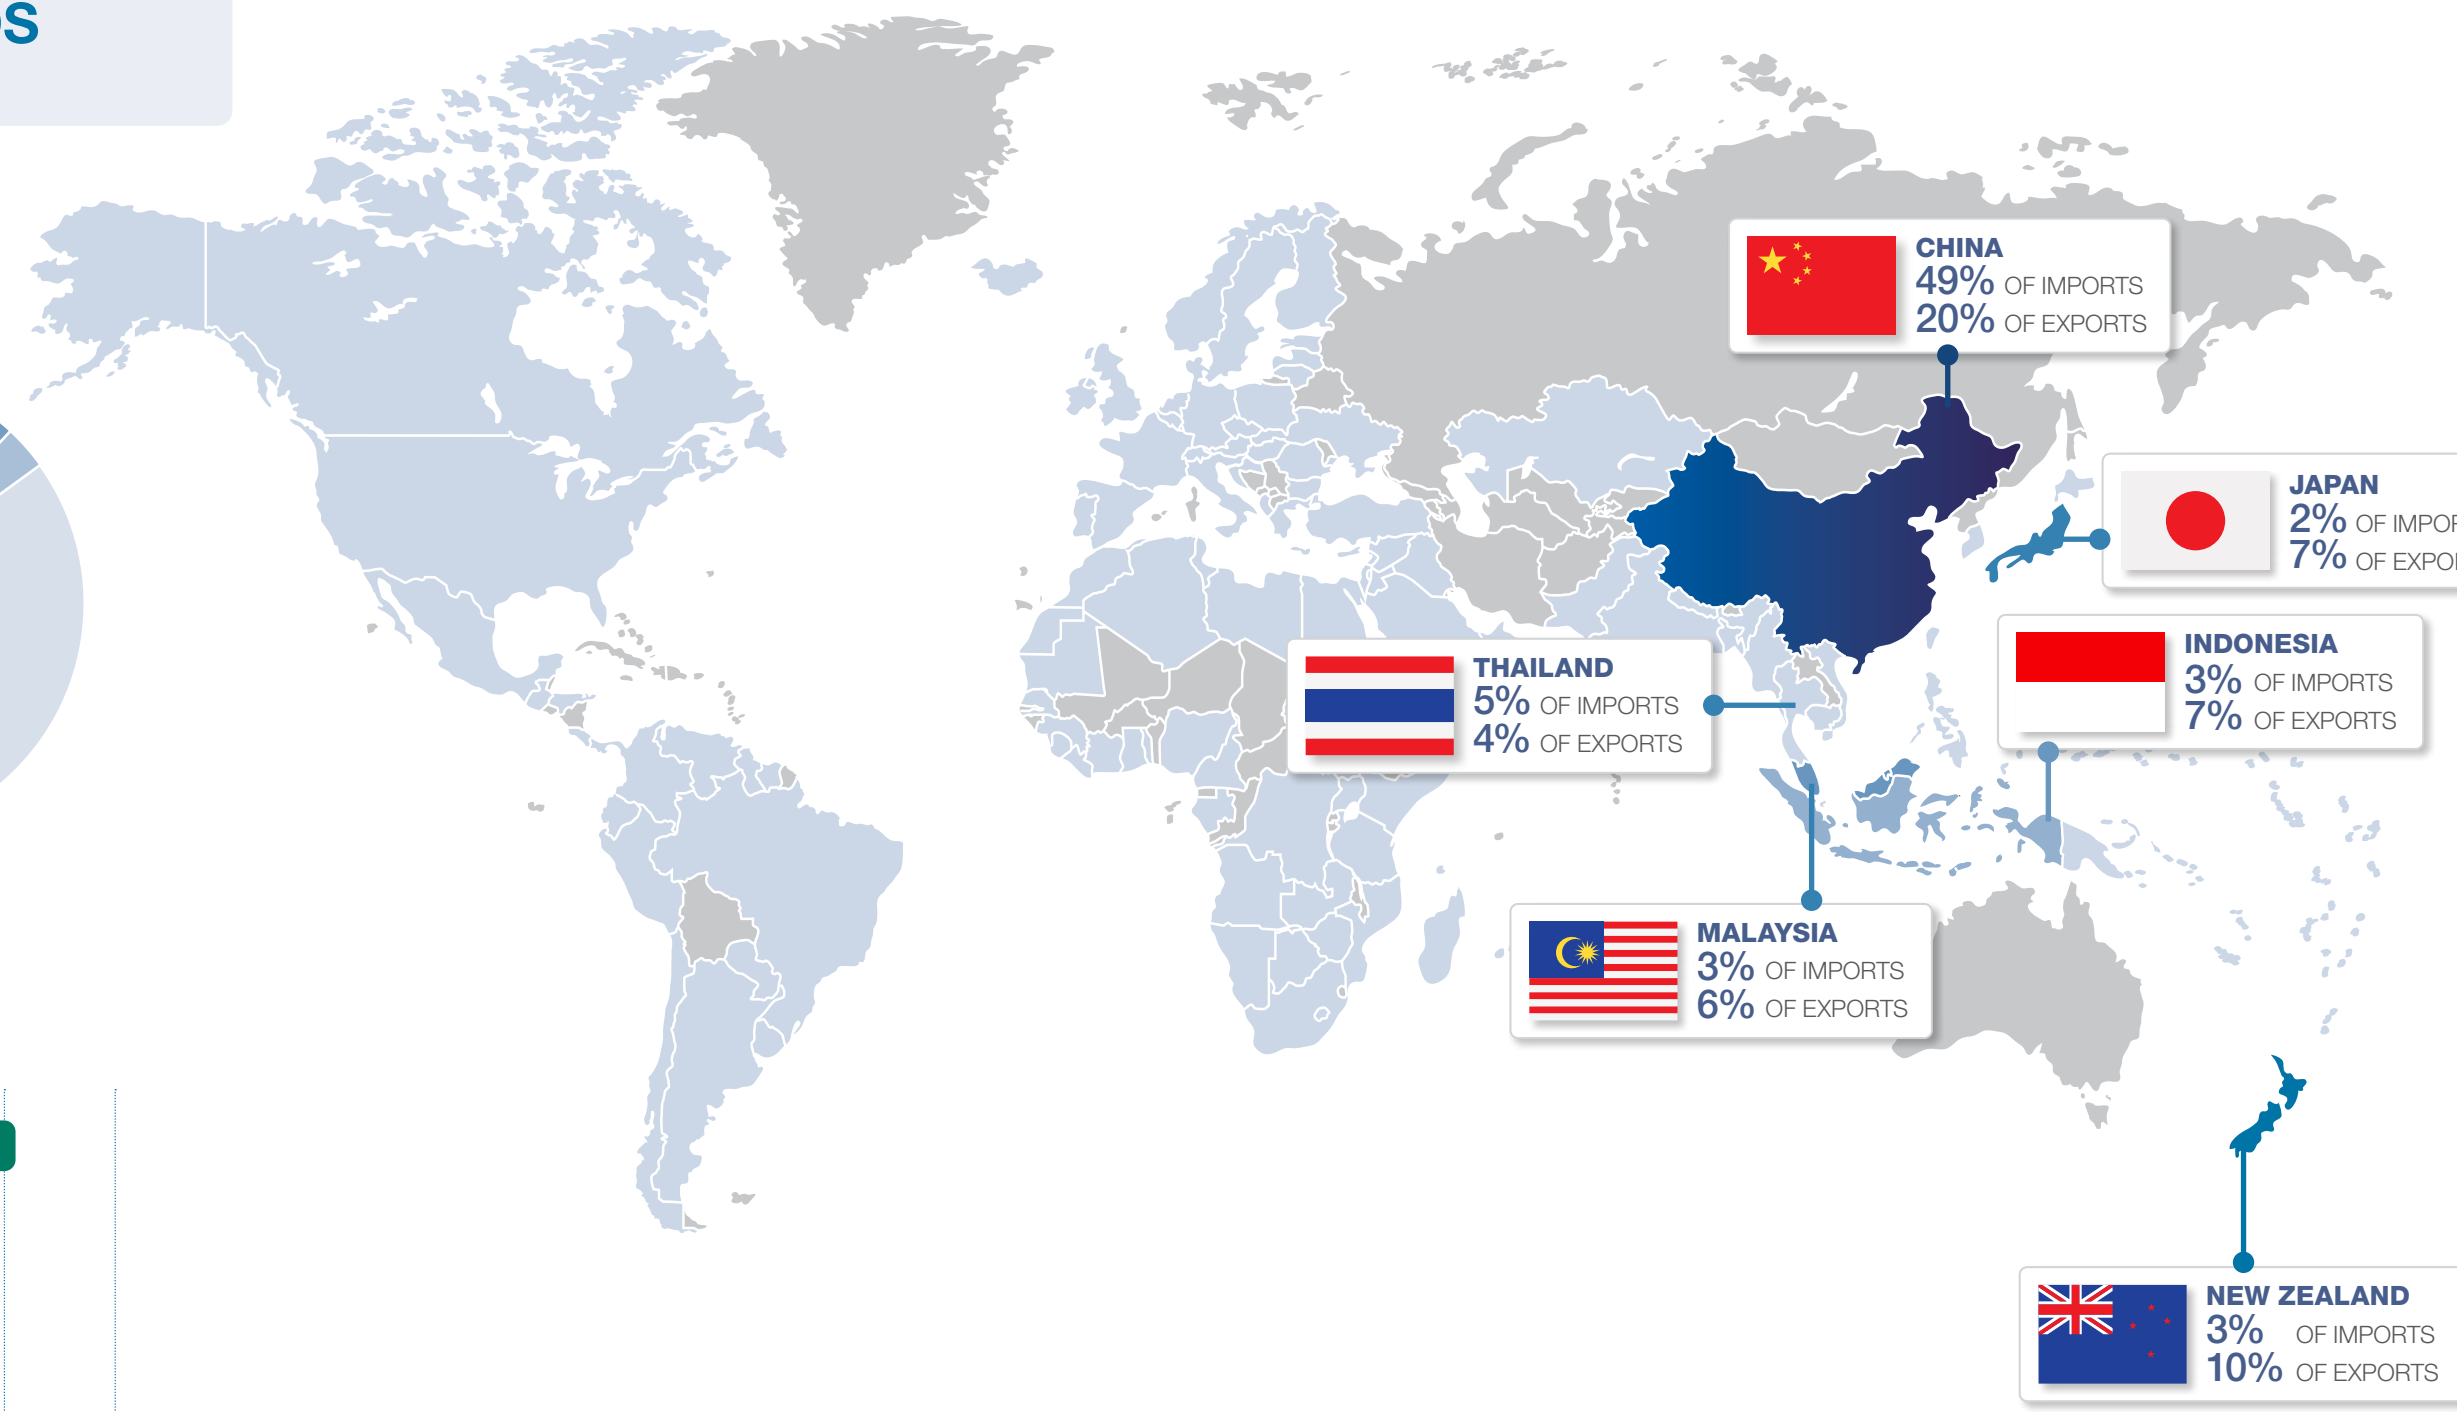 CHINA
49% OF IMPORTS
20% OF EXPORTS
JAPAN
2% OF
7% OF
THAILAND
5% OF IMPORTS
4% OF EXPORTS
INDONESIA
3% OF IMPORTS
7% OF EXPORTS
MALAYSIA
3% OF IMPORTS
6% OF EXPORTS
NEW ZEALAND
3% OF IMPORTS
10% OF EXPORTS